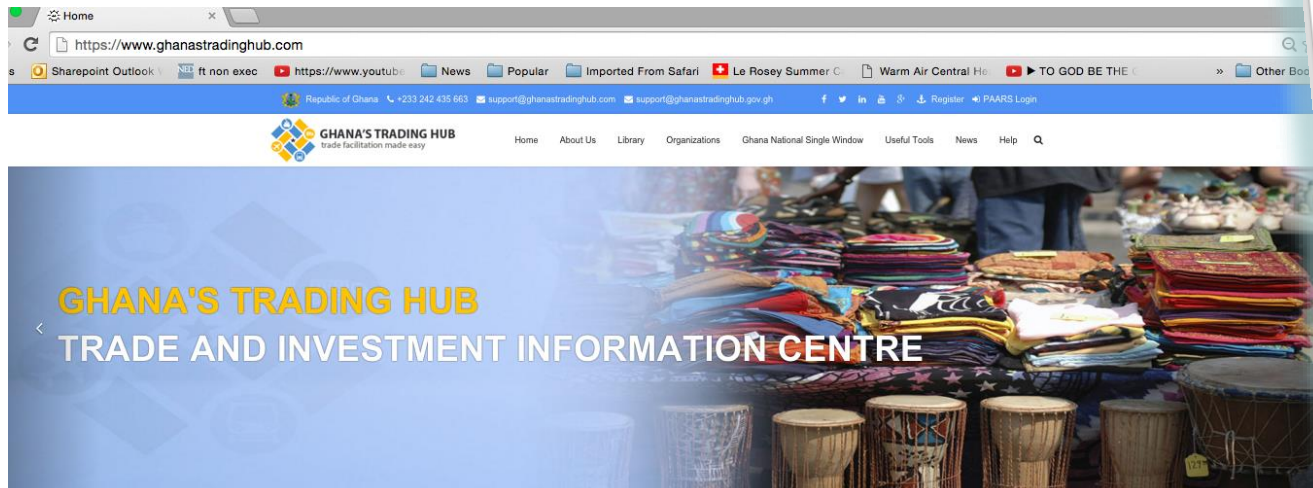 Home
https://www.ghanastradinghub.com
s Sharepoint Outlook ft non exec https://www.youtube News Popular Imported From Safari Le Rosey Summer C Warm Air Central He ▶ TO GOD BE THE » Other Boo
Republic of Ghana +233 242 435 663 support@ghanastradinghub.com support@ghanastradinghub.gov.gh Register PAARS Login
GHANA'S TRADING HUB
trade facilitation made easy
Home About Us Library Organizations Ghana National Single Window Useful Tools News Help
GHANA'S TRADING HUB
TRADE AND INVESTMENT INFORMATION CENTRE